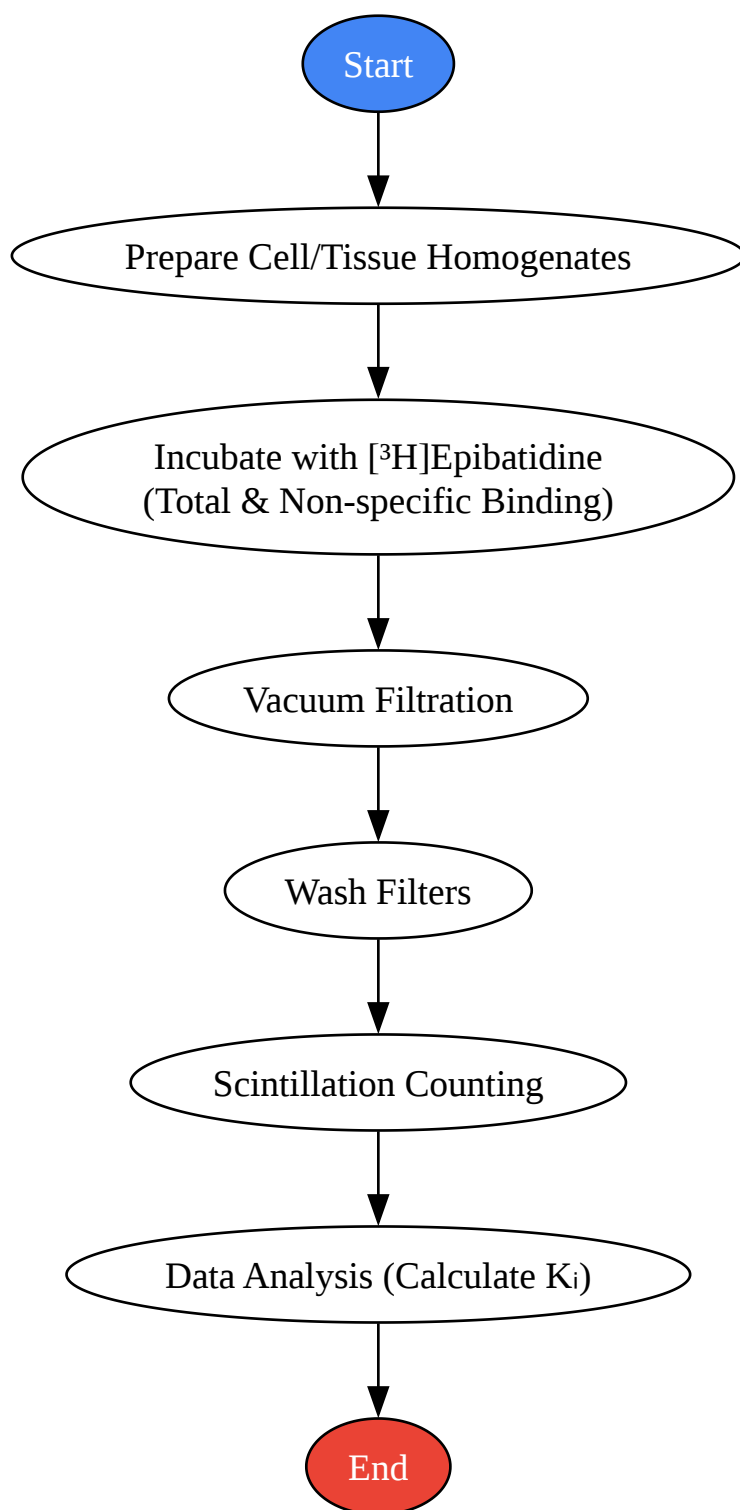 Start
Prepare Cell/Tissue Homogenates
Incubate with [³H]Epibatidine
(Total & Non-specific Binding)
Vacuum Filtration
Wash Filters
Scintillation Counting
Data Analysis (Calculate Kᵢ)
End